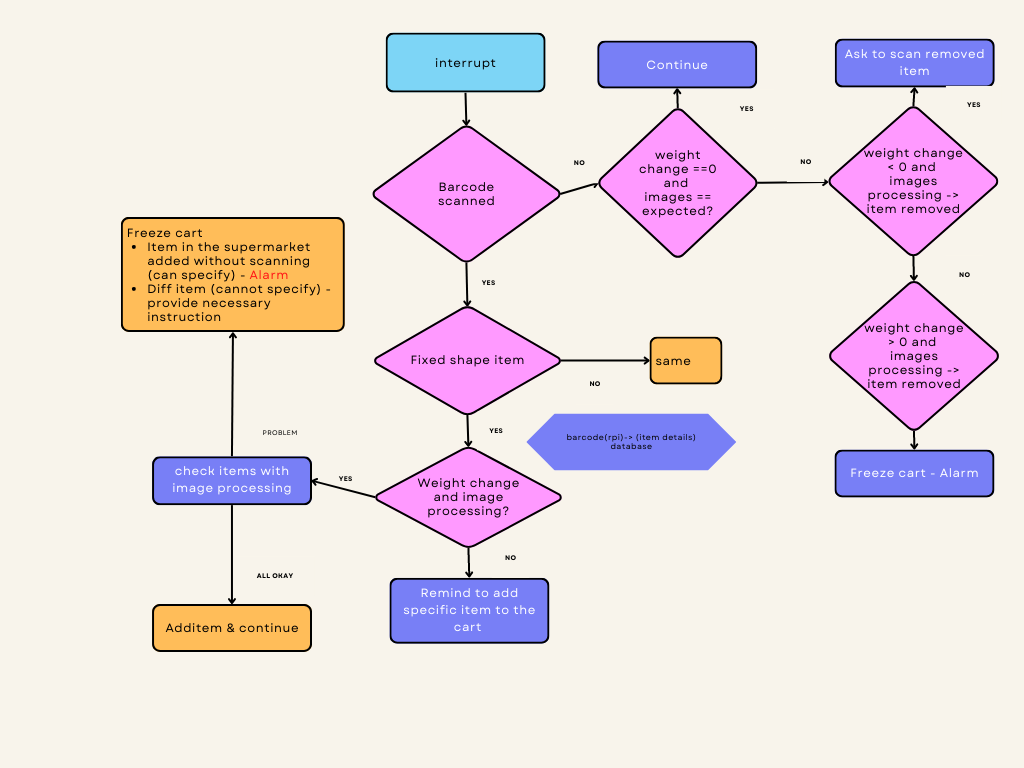 interrupt
Continue
Ask to scan removed
item
YES
YES
Barcode
scanned
NO
weight
change ==0
and
images ==
expected?
NO
weight change
< 0 and
images
processing ->
item removed
Freeze cart
• Item in the supermarket
added without scanning
(can specify) - Alarm
• Diff item (cannot specify) -
provide necessary
instruction
YES
NO
Fixed shape item
same
NO
weight change
> 0 and
images
processing ->
item removed
PROBLEM
YES
barcode(rpi)-> (item details)
database
check items with
image processing
YES
Weight change
and image
processing?
Freeze cart - Alarm
NO
ALL OKAY
Remind to add
specific item to the
cart
Additem & continue